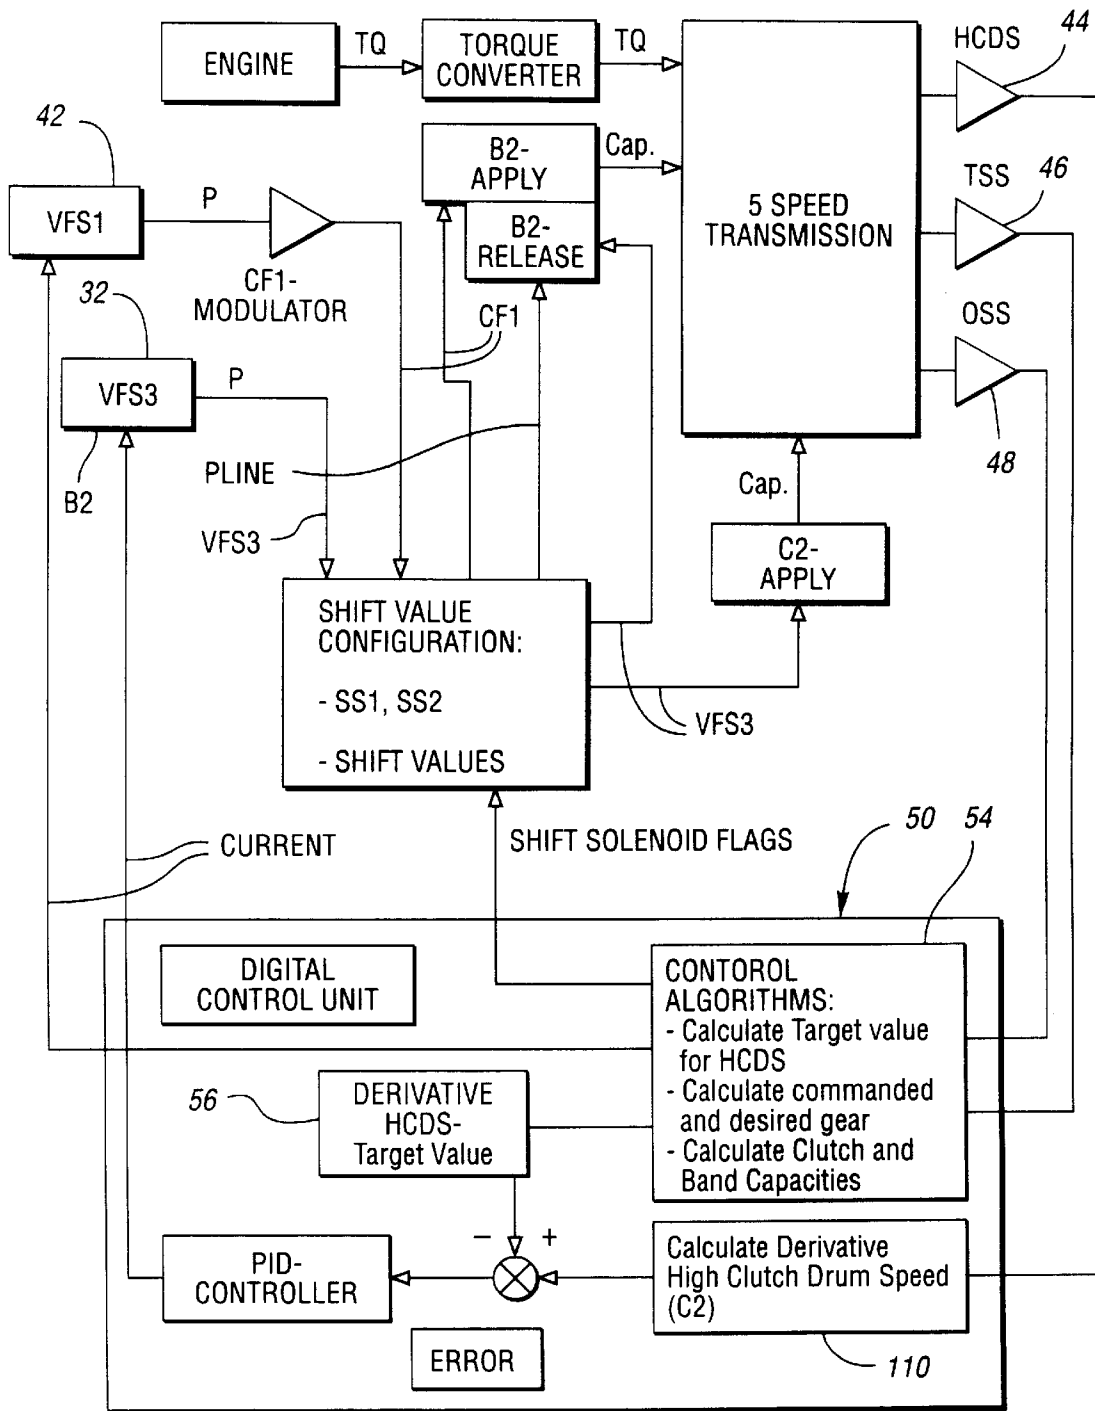 ENGINE
TQ
TORQUE
CONVERTER
TQ
HCDS
44
42
VFS1
P
CF1-
MODULATOR
B2-
APPLY
Cap.
B2-
RELEASE
5 SPEED
TRANSMISSION
TSS
46
OSS
48
32
VFS3
P
B2
CF1
PLINE
VFS3
Cap.
C2-
APPLY
SHIFT VALUE
CONFIGURATION:
- SS1, SS2
- SHIFT VALUES
VFS3
CURRENT
SHIFT SOLENOID FLAGS
50
54
DIGITAL
CONTROL UNIT
CONTOROL
ALGORITHMS:
- Calculate Target value
for HCDS
- Calculate commanded
and desired gear
- Calculate Clutch and
Band Capacities
56
DERIVATIVE
HCDS-
Target Value
− +
PID-
CONTROLLER
Calculate Derivative
High Clutch Drum Speed
(C2)
ERROR
110